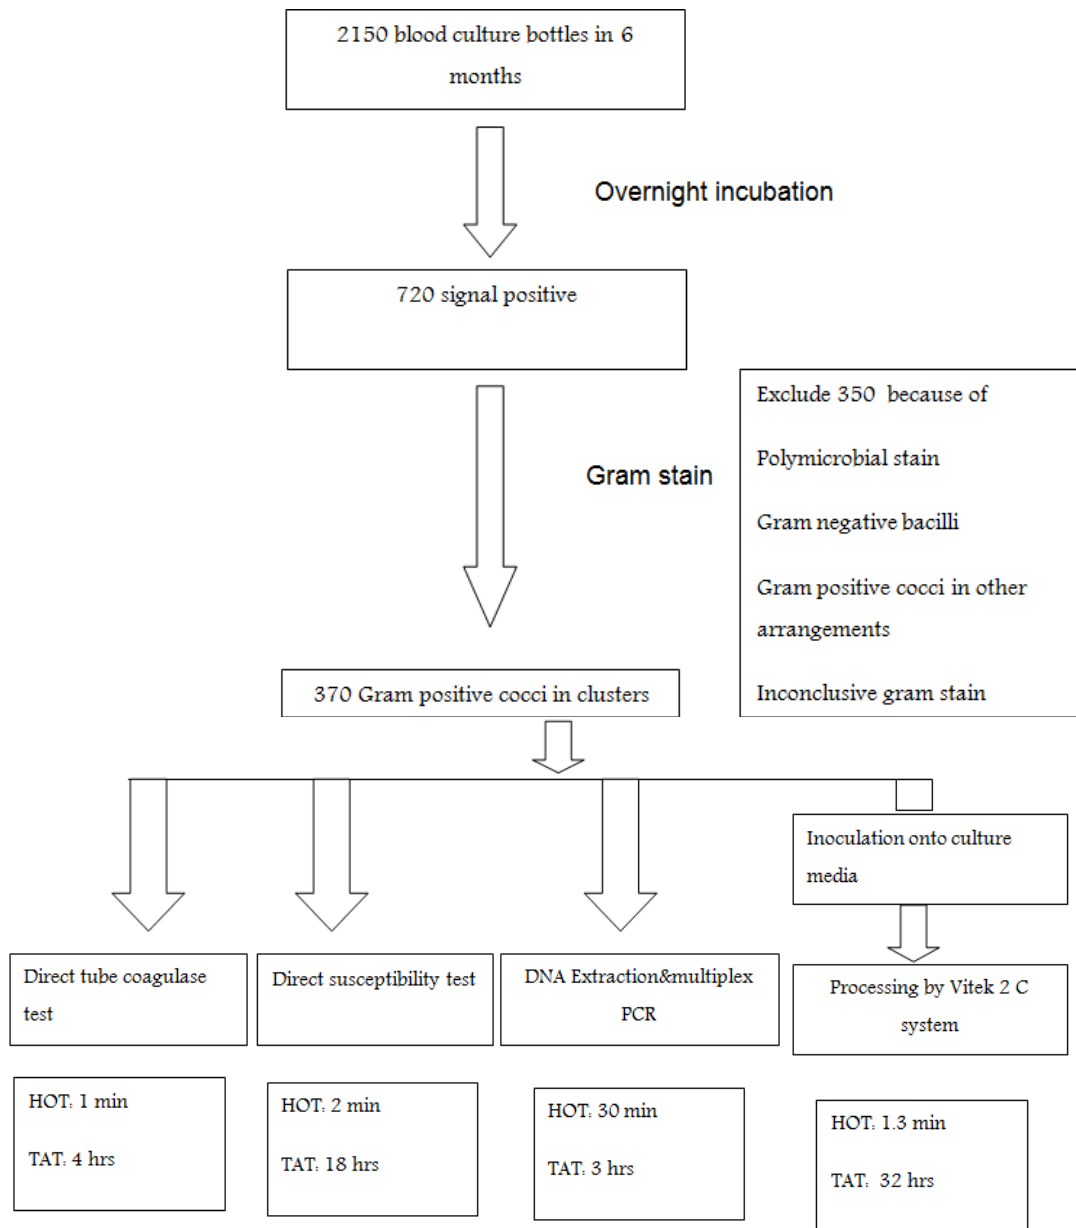 2150 blood culture bottles in 6
months
Overnight incubation
720 signal positive
Exclude 350 because of
Polymicrobial stain
Gram stain
Gram negative bacilli
Gram positive cocci in other
arrangements
Inconclusive gram stain
370 Gram positive cocci in clusters
Inoculation onto culture
media
Direct tube coagulase
test
Direct susceptibility test
DNA Extraction&multiplex
PCR
Processing by Vitek 2 C
system
HOT: 1 min
TAT: 4 hrs
HOT: 2 min
TAT: 18 hrs
HOT: 30 min
TAT: 3 hrs
HOT: 1.3 min
TAT: 32 hrs